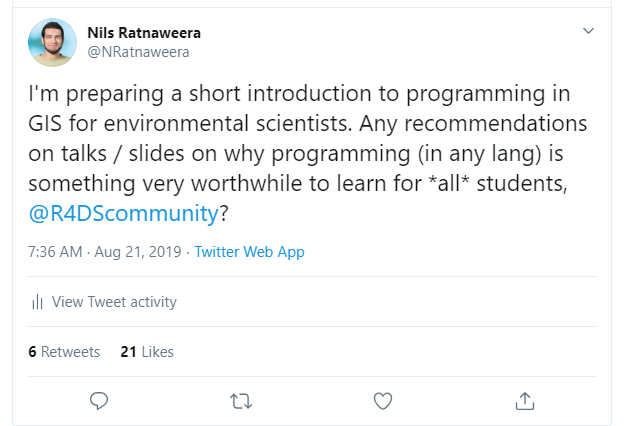 Nils Ratnaweera
@NRatnaweera
I'm preparing a short introduction to programming in
GIS for environmental scientists. Any recommendations
on talks / slides on why programming (in any lang) is
something very worthwhile to learn for *all* students,
@R4DScommunity?
7:36 AM · Aug 21, 2019 · Twitter Web App
View Tweet activity
6 Retweets 21 Likes